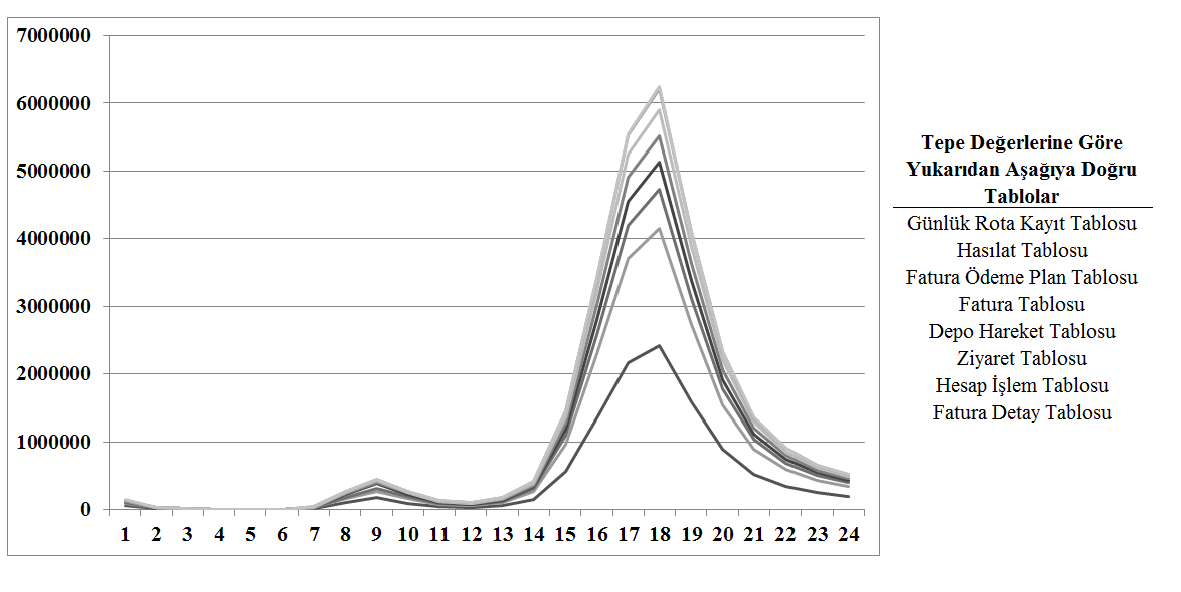 7000000
6000000
5000000
4000000
3000000
2000000
1000000
0
1 2 3 4 5 6 7 8 9 10 11 12 13 14 15 16 17 18 19 20 21 22 23 24
Tepe Değerlerine Göre
Yukarıdan Aşağıya Doğru
Tablolar
Günlük Rota Kayıt Tablosu
Hasılat Tablosu
Fatura Ödeme Plan Tablosu
Fatura Tablosu
Depo Hareket Tablosu
Ziyaret Tablosu
Hesap İşlem Tablosu
Fatura Detay Tablosu